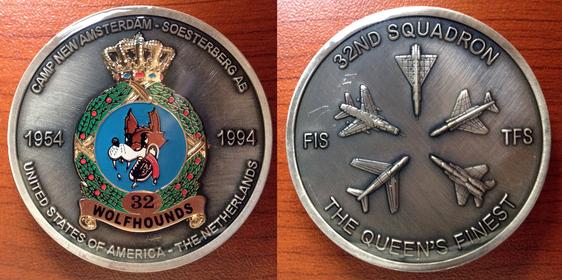 CAMP NEW AMSTERDAM - SOESTERBERG AB
1954
1994
32
WOLFHOUNDS
UNITED STATES OF AMERICA - THE NETHERLANDS
32ND SQUADRON
FIS
TFS
THE QUEEN'S FINEST